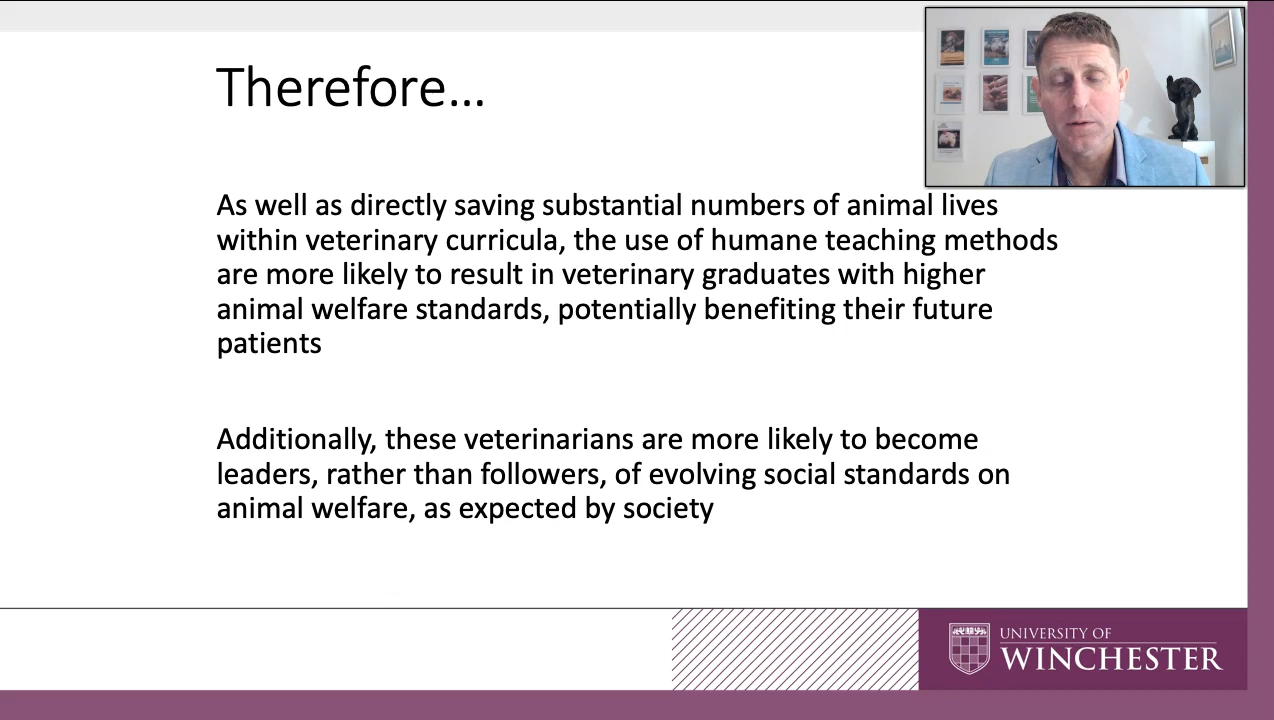 Therefore...
As well as directly saving substantial numbers of animal lives
within veterinary curricula, the use of humane teaching methods
are more likely to result in veterinary graduates with higher
animal welfare standards, potentially benefiting their future
patients
Additionally, these veterinarians are more likely to become
leaders, rather than followers, of evolving social standards on
animal welfare, as expected by society
UNIVERSITY OF
WINCHESTER